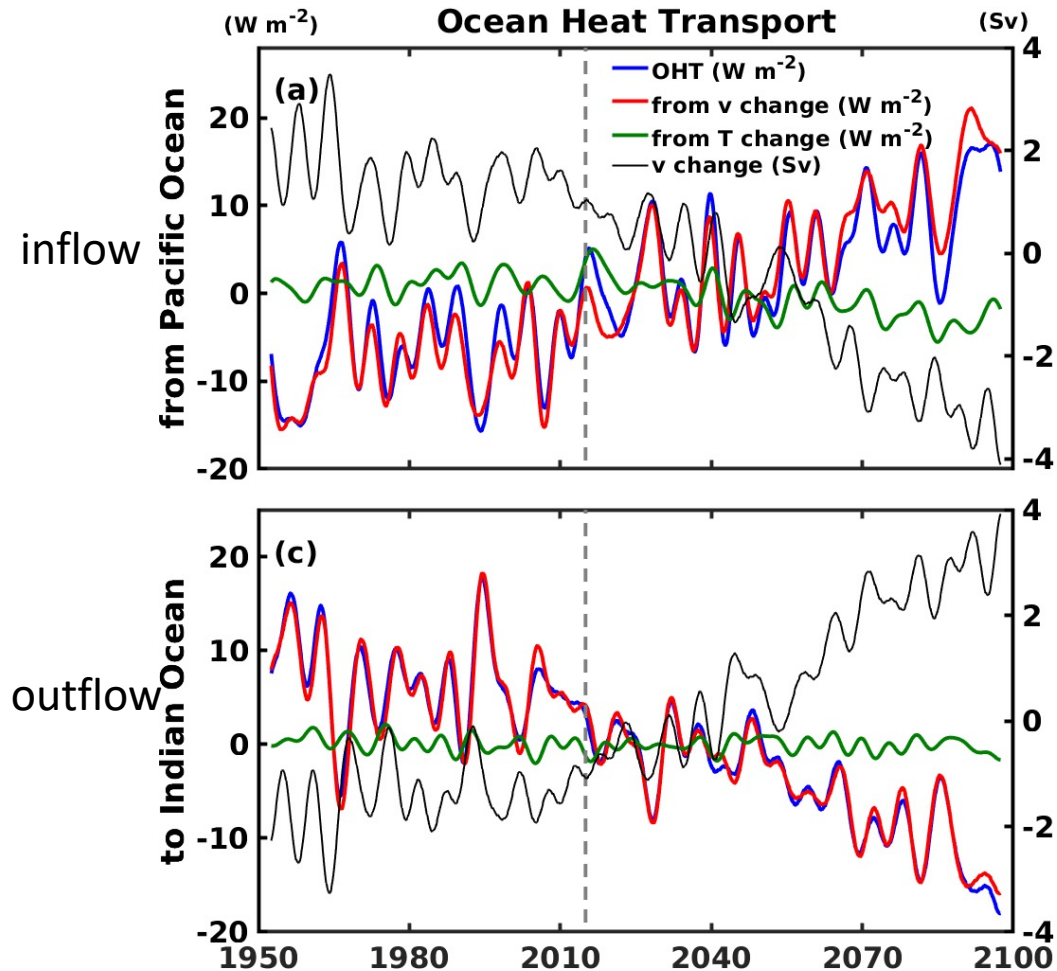 Ocean Heat Transport
(W m-2)
(Sv)
(a)
OHT (W m-2)
from v change (W m-2)
from T change (W m-2)
v change (Sv)
inflow
from Pacific Ocean
20
10
0
-10
-20
4
2
0
-2
-4
(c)
outflow
to Indian Ocean
20
10
0
-10
-20
4
2
0
-2
-4
1950 1980 2010 2040 2070 2100